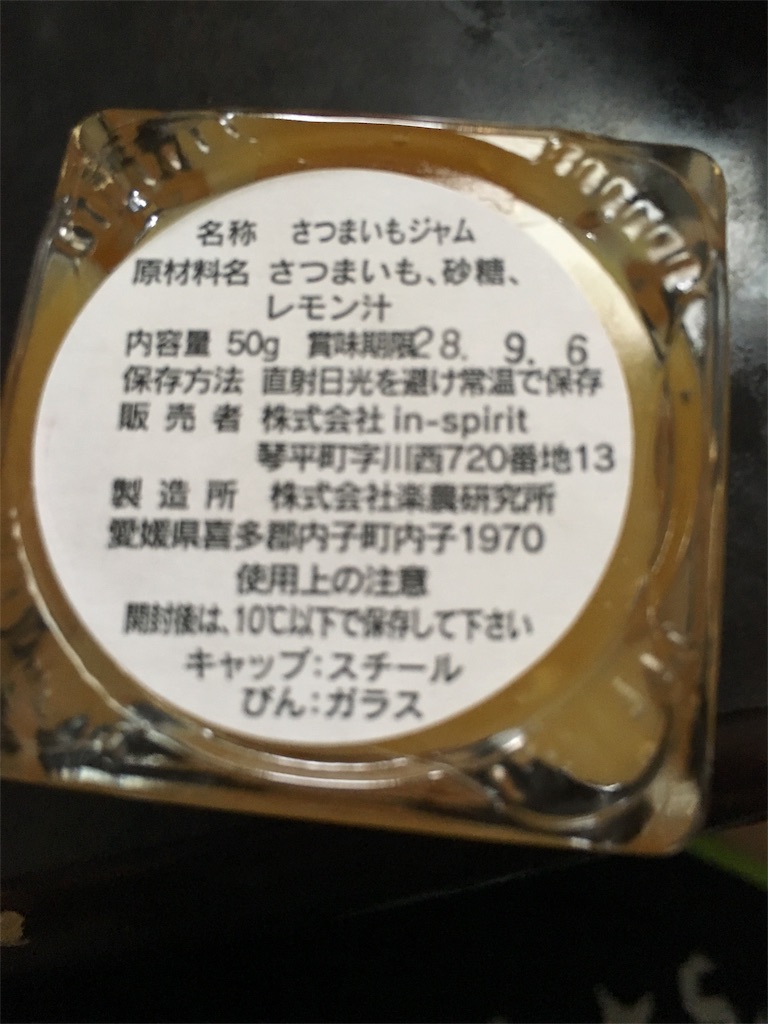 名称 さつまいもジャム
原材料名 さつまいも、砂糖、
レモン汁
内容量 50g 賞味期限28. 9. 6
保存方法 直射日光を避け常温で保存
販売者 株式会社 in-spirit
琴平町字川西720番地13
製造所 株式会社楽農研究所
愛媛県喜多郡内子町内子1970
使用上の注意
開封後は、10℃以下で保存して下さい
キャップ:スチール
びん:ガラス